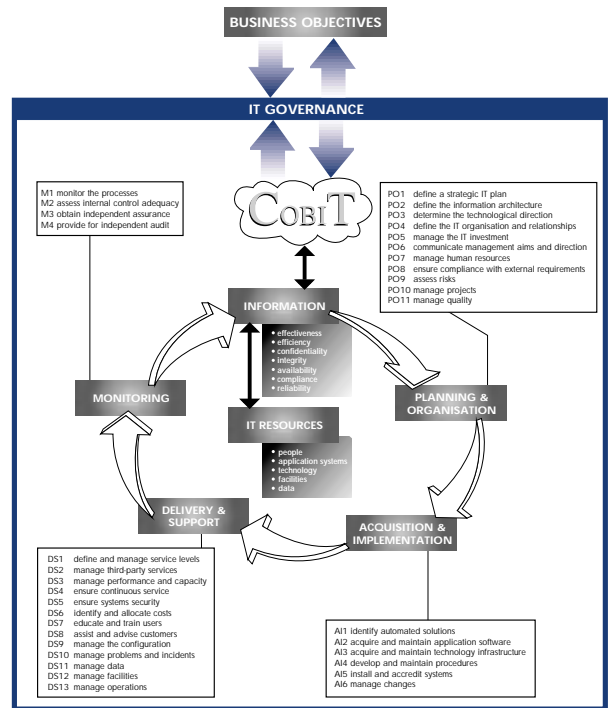 BUSINESS OBJECTIVES
IT GOVERNANCE
COBIT
M1 monitor the processes
M2 assess internal control adequacy
M3 obtain independent assurance
M4 provide for independent audit
PO1 define a strategic IT plan
PO2 define the information architecture
PO3 determine the technological direction
PO4 define the IT organisation and relationships
PO5 manage the IT investment
PO6 communicate management aims and direction
PO7 manage human resources
PO8 ensure compliance with external requirements
PO9 assess risks
PO10 manage projects
PO11 manage quality
INFORMATION
• effectiveness
• efficiency
• confidentiality
• integrity
• availability
• compliance
• reliability
MONITORING
PLANNING &
ORGANISATION
IT RESOURCES
• people
• application systems
• technology
• facilities
• data
DELIVERY &
SUPPORT
ACQUISITION &
IMPLEMENTATION
DS1 define and manage service levels
DS2 manage third-party services
DS3 manage performance and capacity
DS4 ensure continuous service
DS5 ensure systems security
DS6 identify and allocate costs
DS7 educate and train users
DS8 assist and advise customers
DS9 manage the configuration
DS10 manage problems and incidents
DS11 manage data
DS12 manage facilities
DS13 manage operations
AI1 identify automated solutions
AI2 acquire and maintain application software
AI3 acquire and maintain technology infrastructure
AI4 develop and maintain procedures
AI5 install and accredit systems
AI6 manage changes